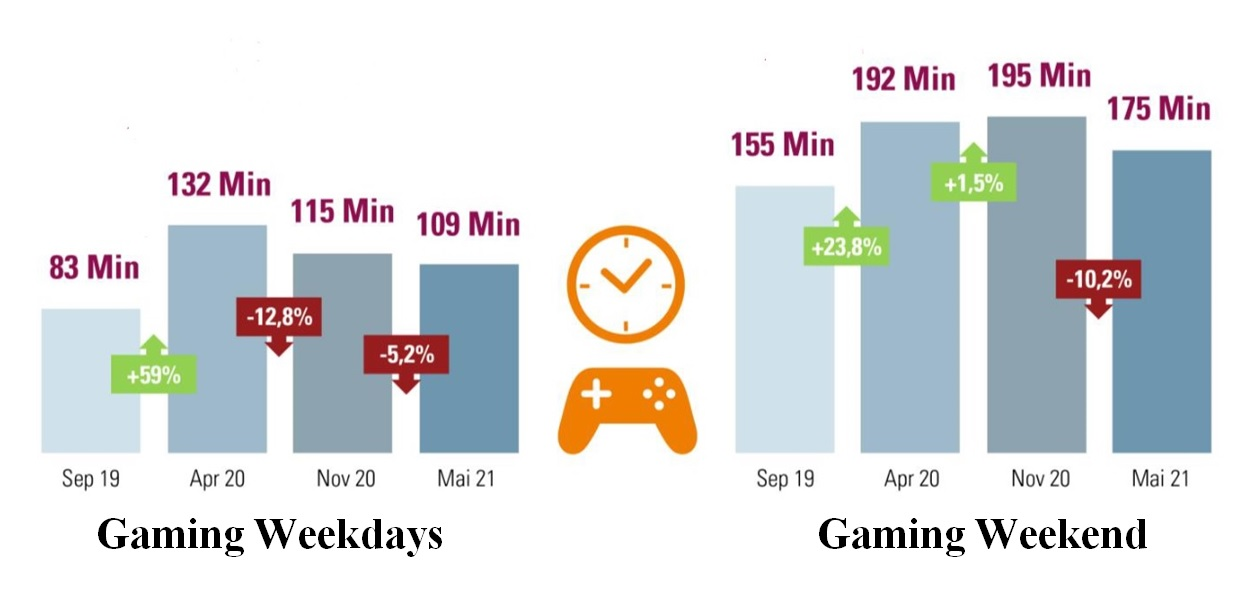 83 Min
132 Min
115 Min
109 Min
+59%
-12,8%
-5,2%
Sep 19
Apr 20
Nov 20
Mai 21
Gaming Weekdays
155 Min
192 Min
195 Min
175 Min
+23,8%
+1,5%
-10,2%
Sep 19
Apr 20
Nov 20
Mai 21
Gaming Weekend